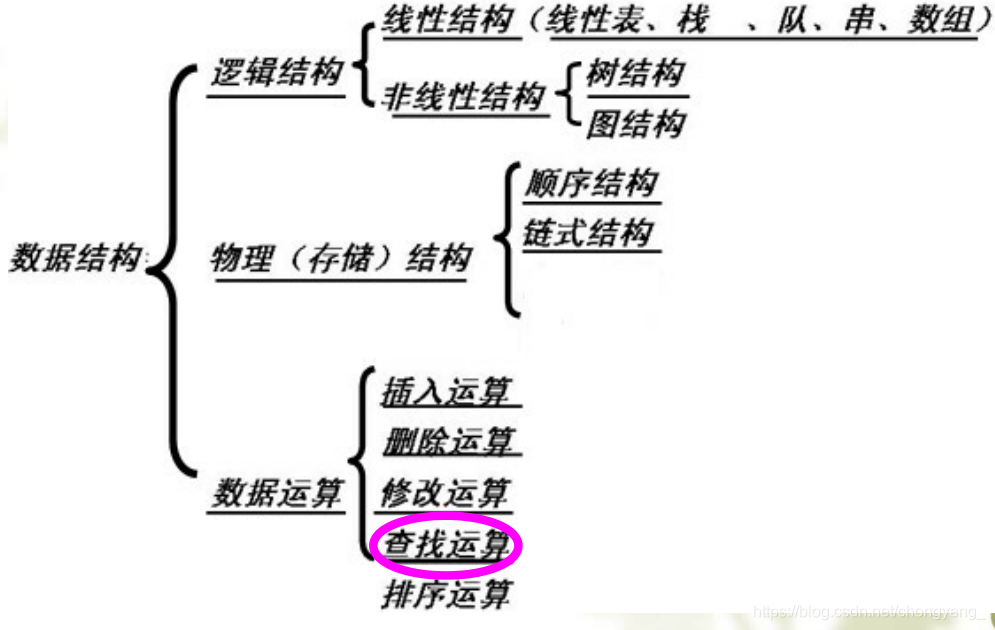 线性结构（线性表、栈 、队、串、数组）
逻辑结构
非线性结构
树结构
图结构
顺序结构
链式结构
数据结构:
物理（存储）结构
插入运算
删除运算
数据运算
修改运算
查找运算
排序运算
https://blog.csdn.net/chongyang_